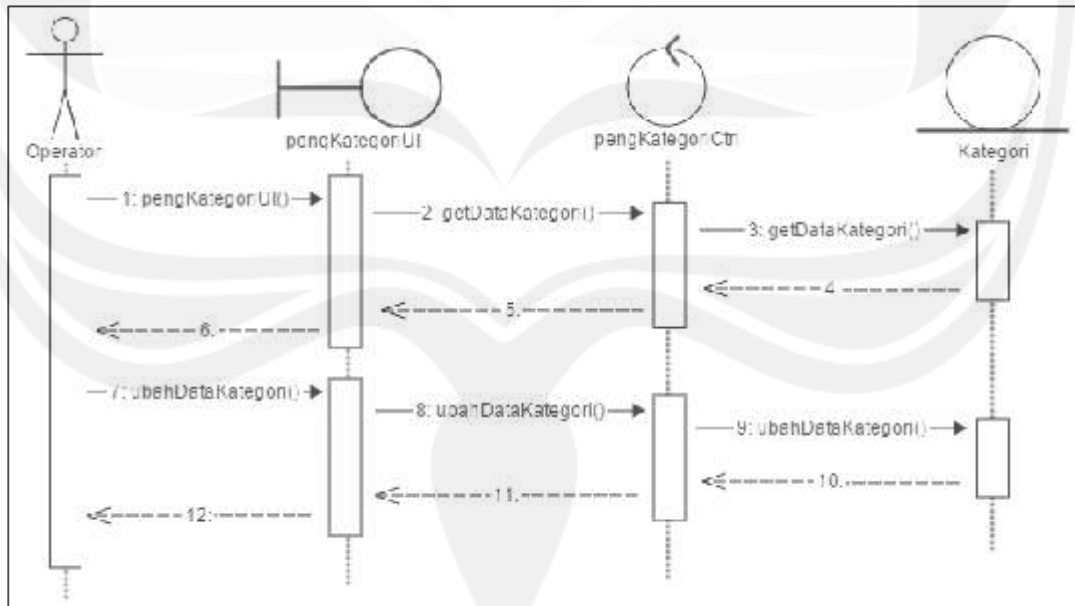 Operator
pengKategoriUI
pengKategoriCtrl
Kategori
1: pengKategoriUI()
2: getDataKategori()
3: getDataKategori()
4.
5.
6.
7: ubahDataKategori()
8: ubahDataKategori()
9: ubahDataKategori()
10.
11.
12.